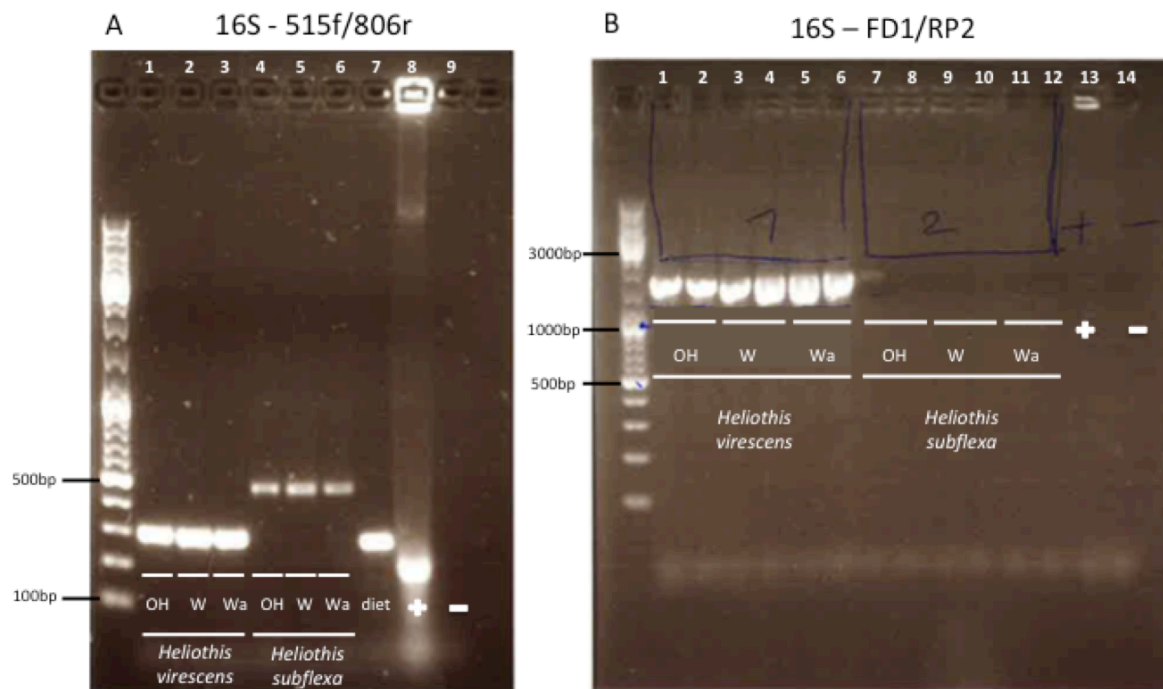 A 16S - 515f/806r
1 2 3 4 5 6 7 8 9
500bp
100bp
OH W Wa OH W Wa diet + −
Heliothis virescens
Heliothis subflexa
B 16S – FD1/RP2
1 2 3 4 5 6 7 8 9 10 11 12 13 14
1 2 + −
3000bp
1000bp
500bp
+ −
OH W Wa OH W Wa
Heliothis virescens
Heliothis subflexa